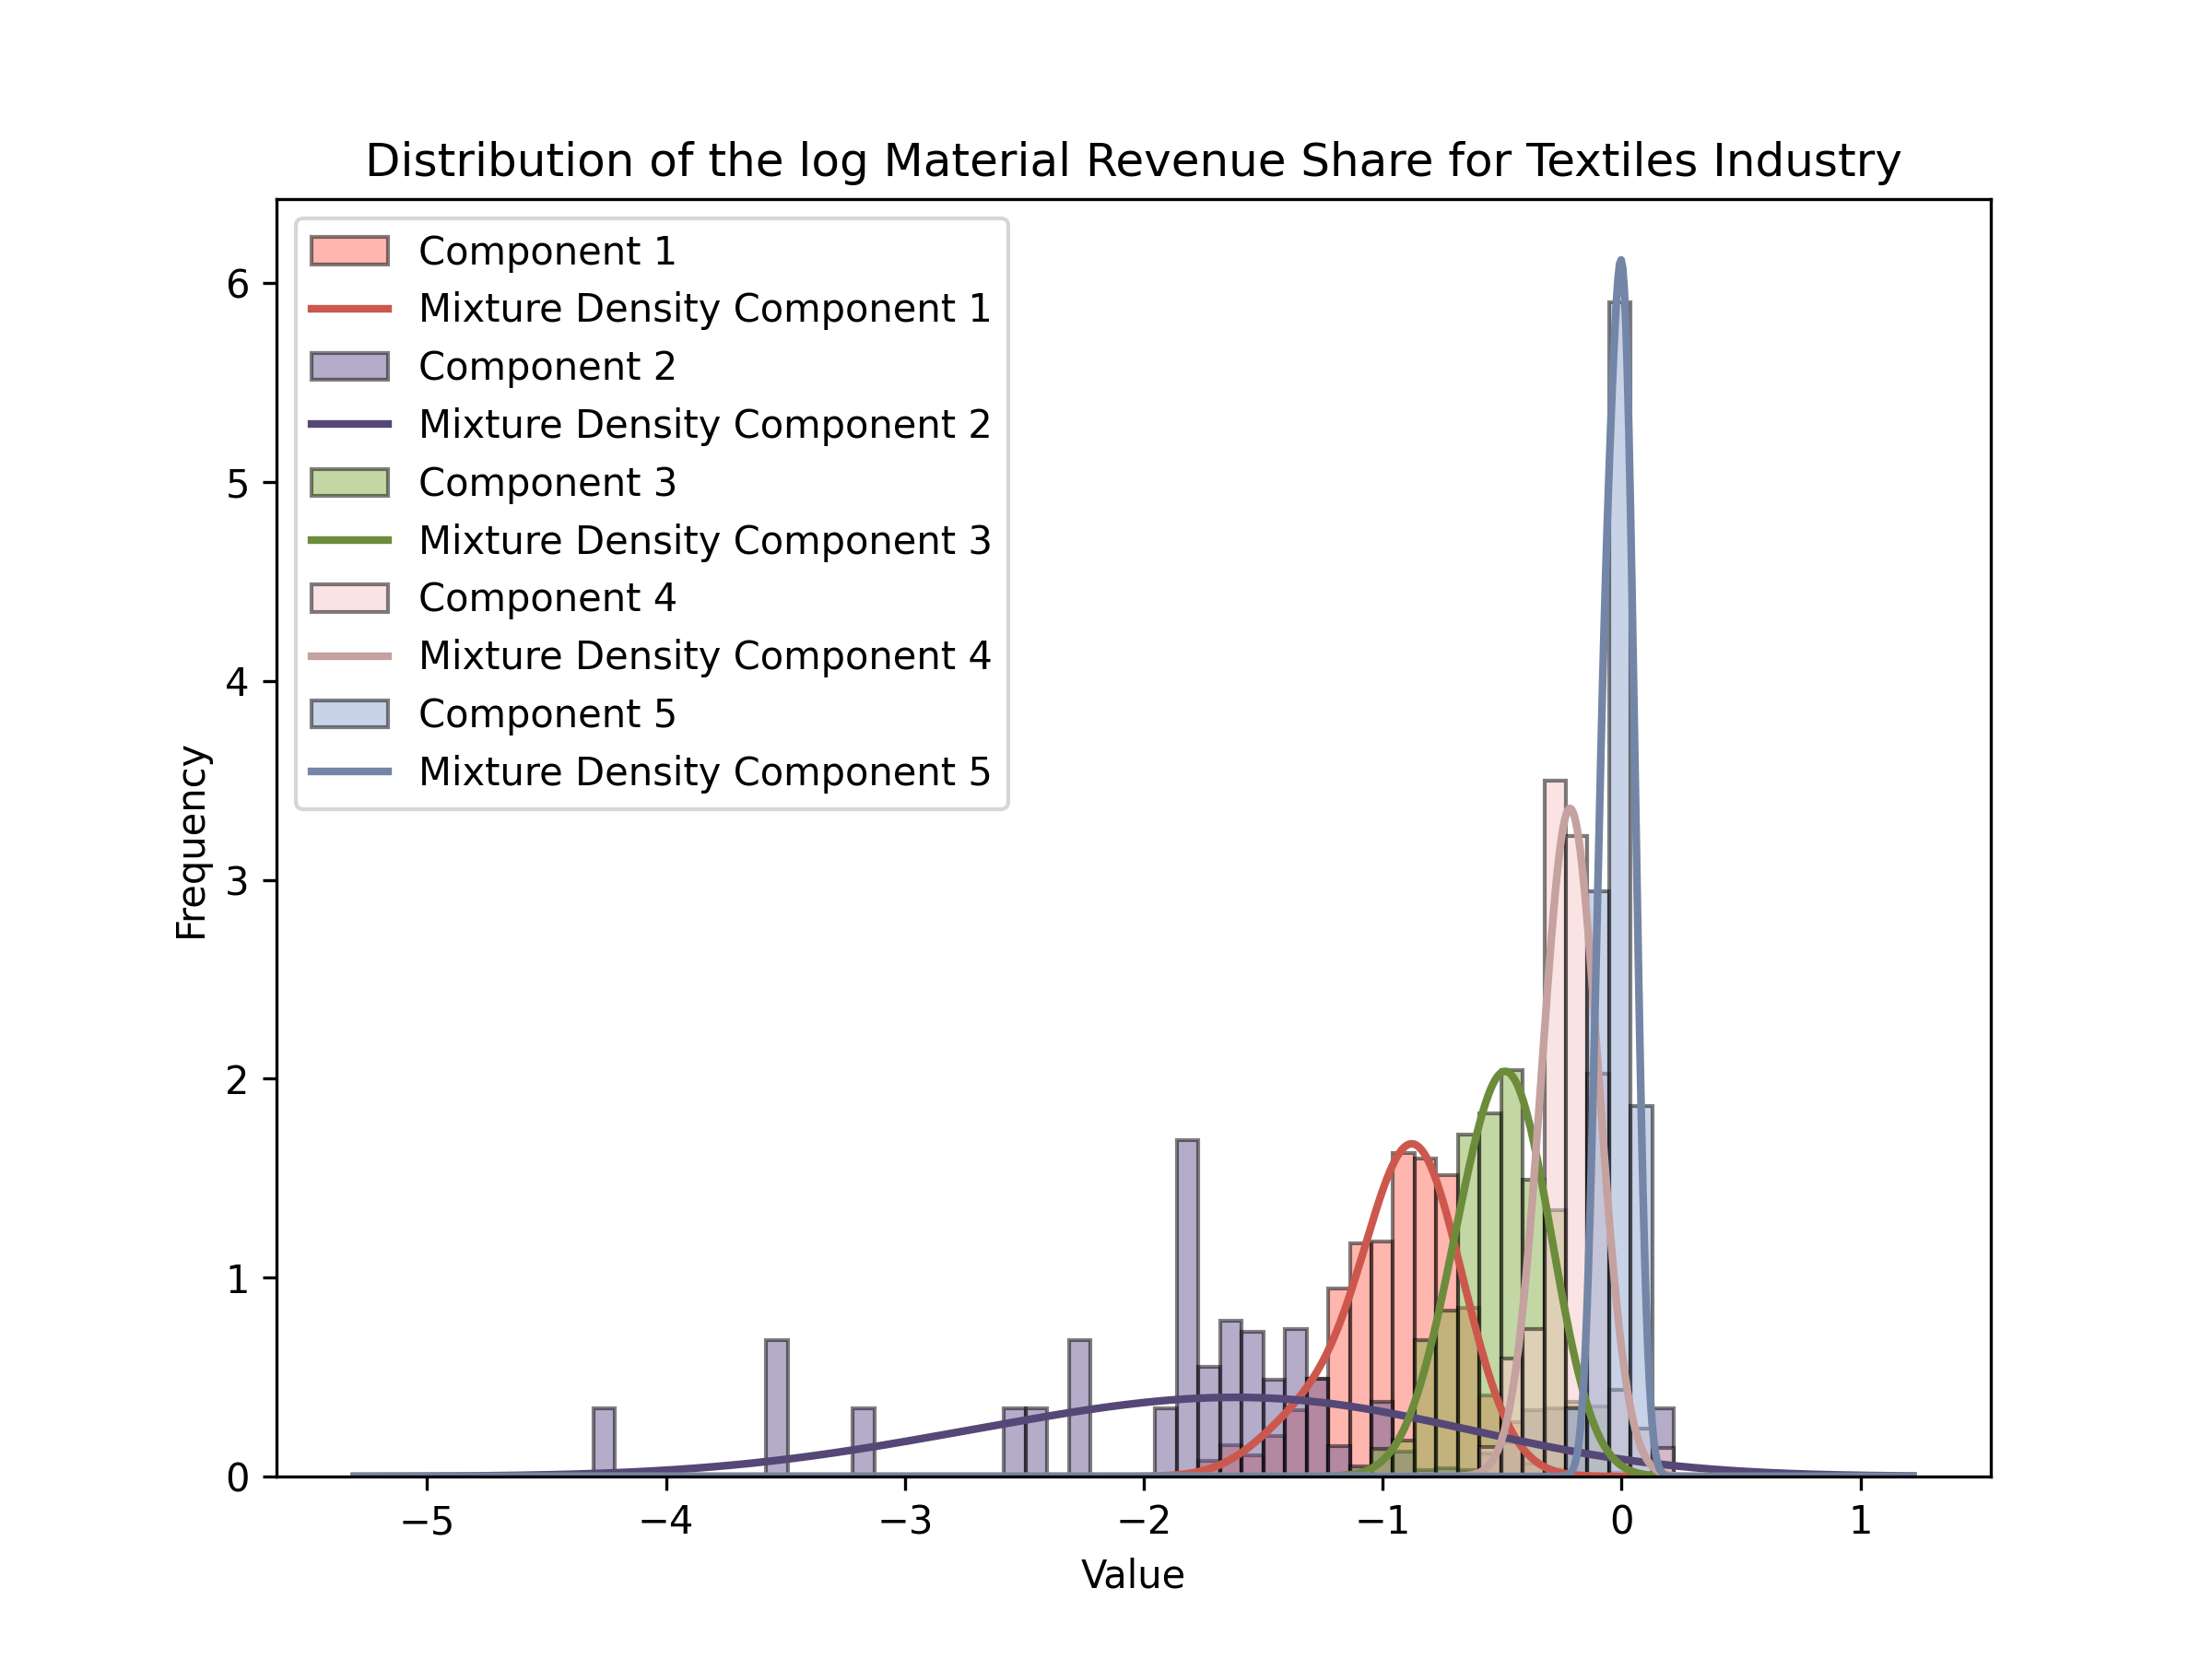 Distribution of the log Material Revenue Share for Textiles Industry
Component 1
Mixture Density Component 1
Component 2
Mixture Density Component 2
Component 3
Mixture Density Component 3
Component 4
Mixture Density Component 4
Component 5
Mixture Density Component 5
Frequency
6
5
4
3
2
1
0
−5 −4 −3 −2 −1 0 1
Value